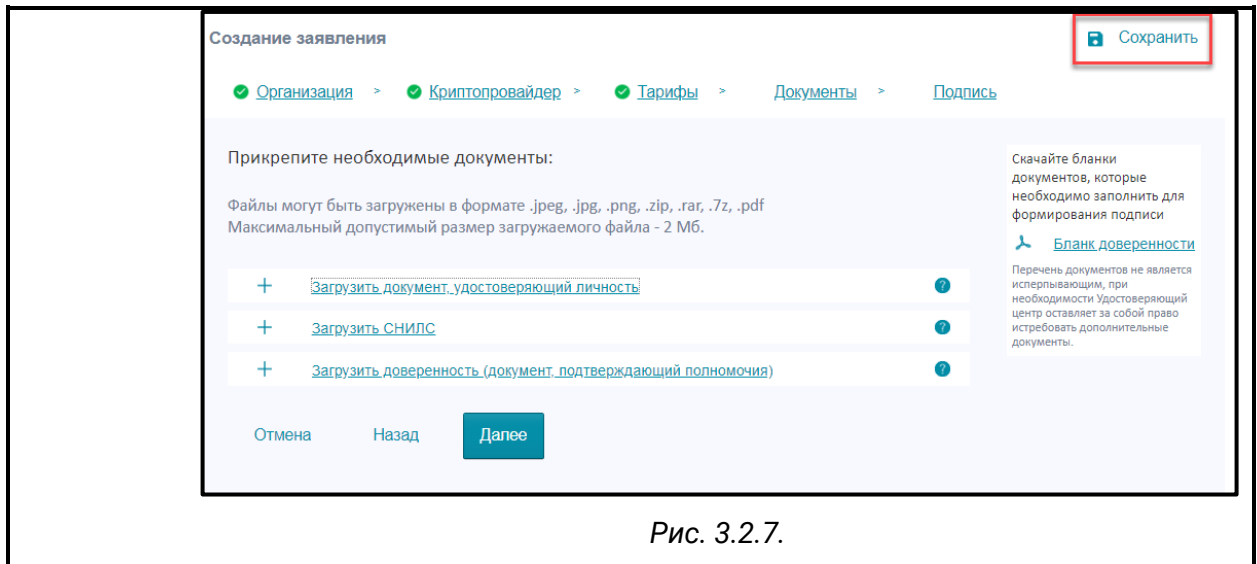 Создание заявления
Сохранить
Организация > Криптопровайдер > Тарифы > Документы > Подпись
Прикрепите необходимые документы:
Файлы могут быть загружены в формате .jpeg, .jpg, .png, .zip, .rar, .7z, .pdf
Максимальный допустимый размер загружаемого файла - 2 Мб.
+ Загрузить документ, удостоверяющий личность ?
+ Загрузить СНИЛС ?
+ Загрузить доверенность (документ, подтверждающий полномочия) ?
Отмена Назад Далее
Скачайте бланки
документов, которые
необходимо заполнить для
формирования подписи
Бланк доверенности
Перечень документов не является
исперпывающим, при
необходимости Удостоверяющий
центр оставляет за собой право
истребовать дополнительные
документы.
Рис. 3.2.7.